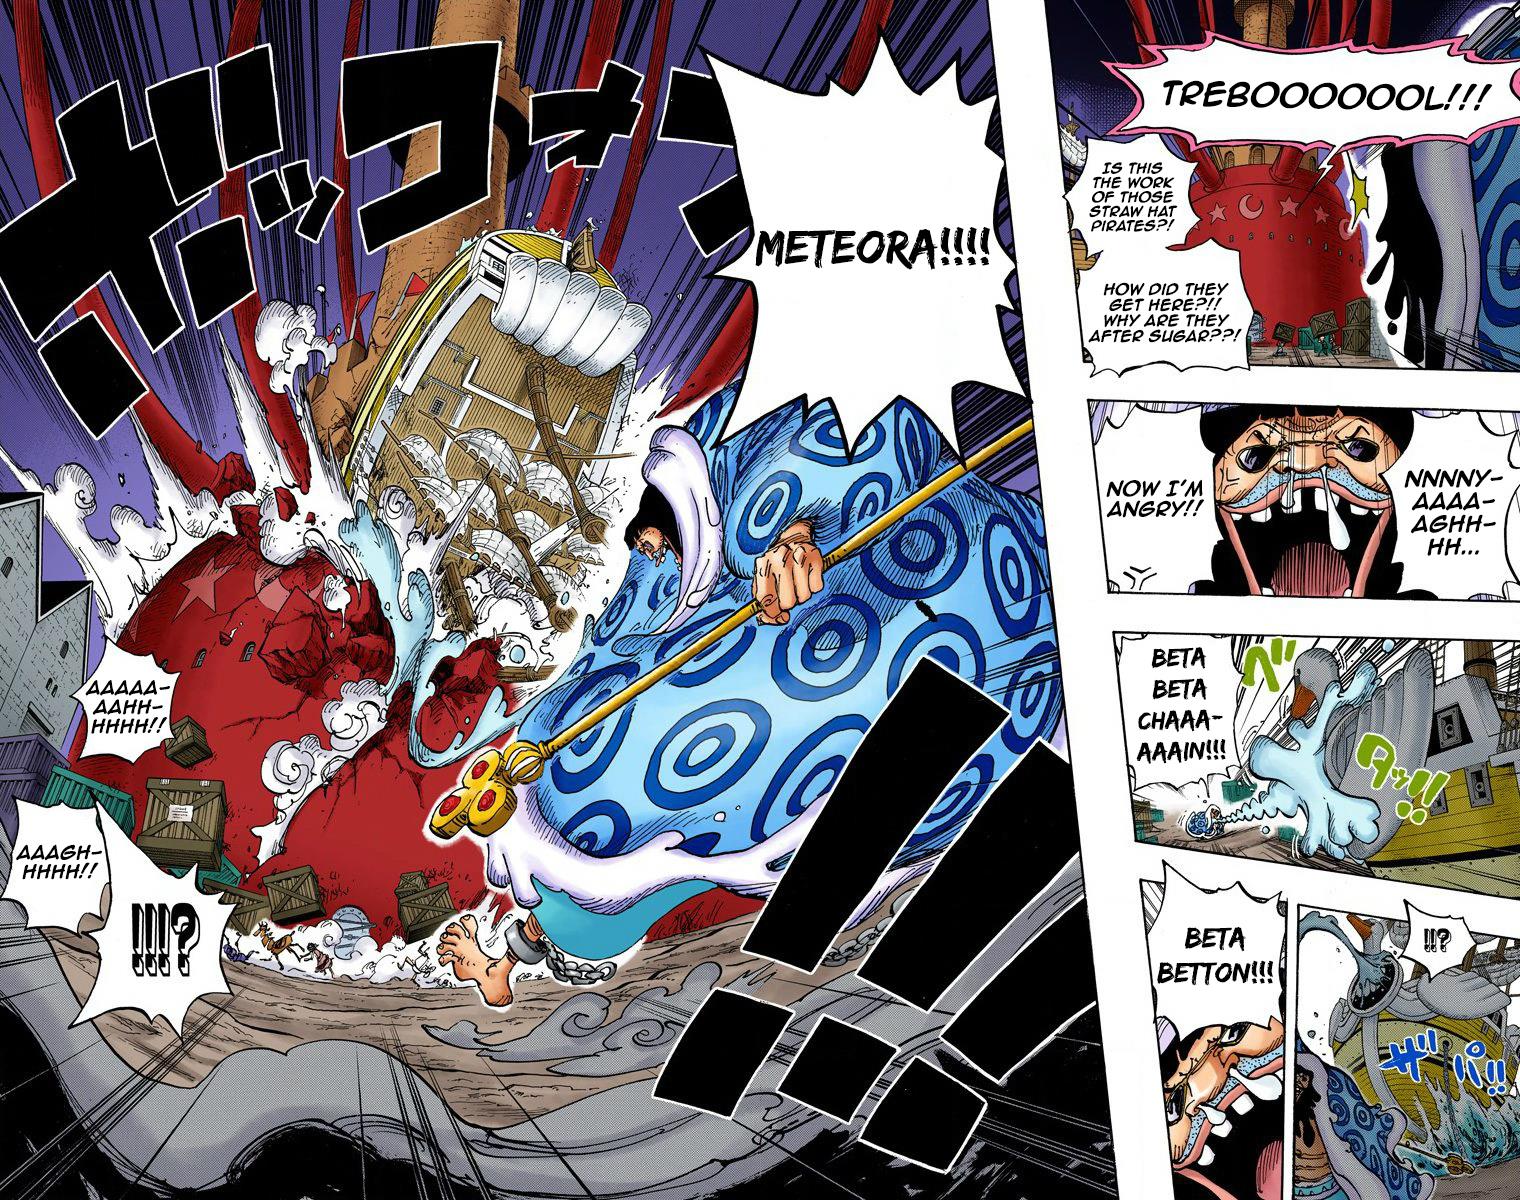 TREBOOOOOOL!!!
IS THIS
THE WORK
OF THOSE
STRAW HAT
PIRATES?!
HOW DID THEY
GET HERE?!!
WHY ARE THEY
AFTER SUGAR??!
NNNNY-
AAAA-
AGHH-
HH...
NOW I'M
ANGRY!!
BETA
BETA
CHAAA-
AAAIN!!!
ベタッ!!
!!?
BETA
BETTON!!!
ザパ!!
METEORA!!!!
ズッコォン!!!
AAAAA-
AAHH-
HHHH!!
AAAGH-
HHHH!!
!!!?